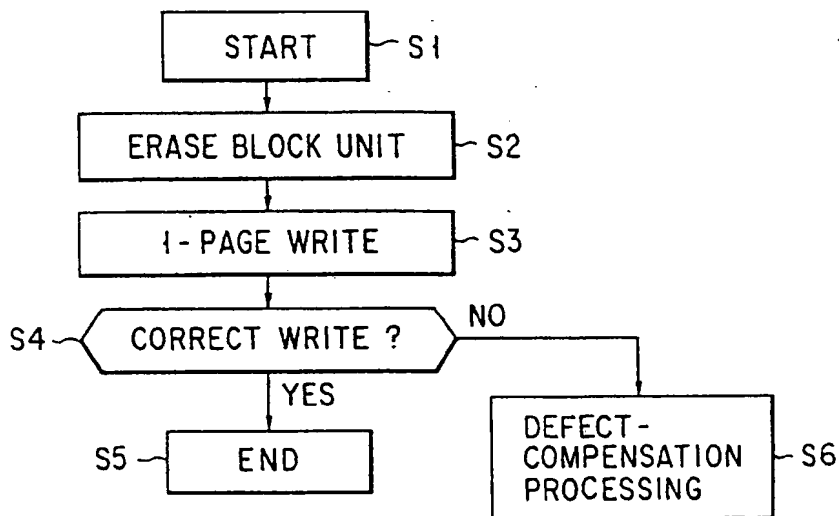 START
S1
ERASE BLOCK UNIT
S2
1-PAGE WRITE
S3
S4
CORRECT WRITE ?
NO
YES
S5
END
DEFECT-
COMPENSATION
PROCESSING
S6